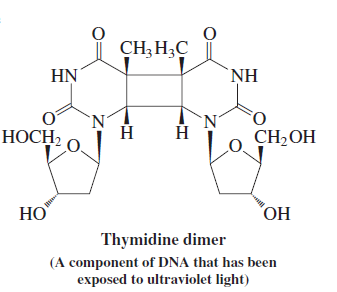 O O
CH3 H3C
HN NH
O N H H N O
HOCH2 O O CH2OH
HO OH
Thymidine dimer
(A component of DNA that has been
exposed to ultraviolet light)